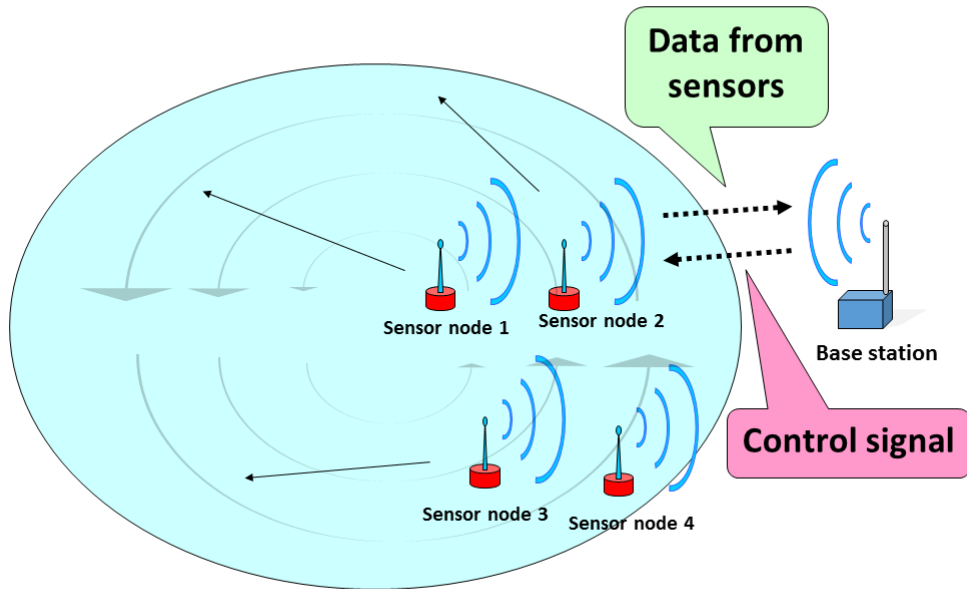 Data from
sensors
Sensor node 1
Sensor node 2
Base station
Control signal
Sensor node 3
Sensor node 4